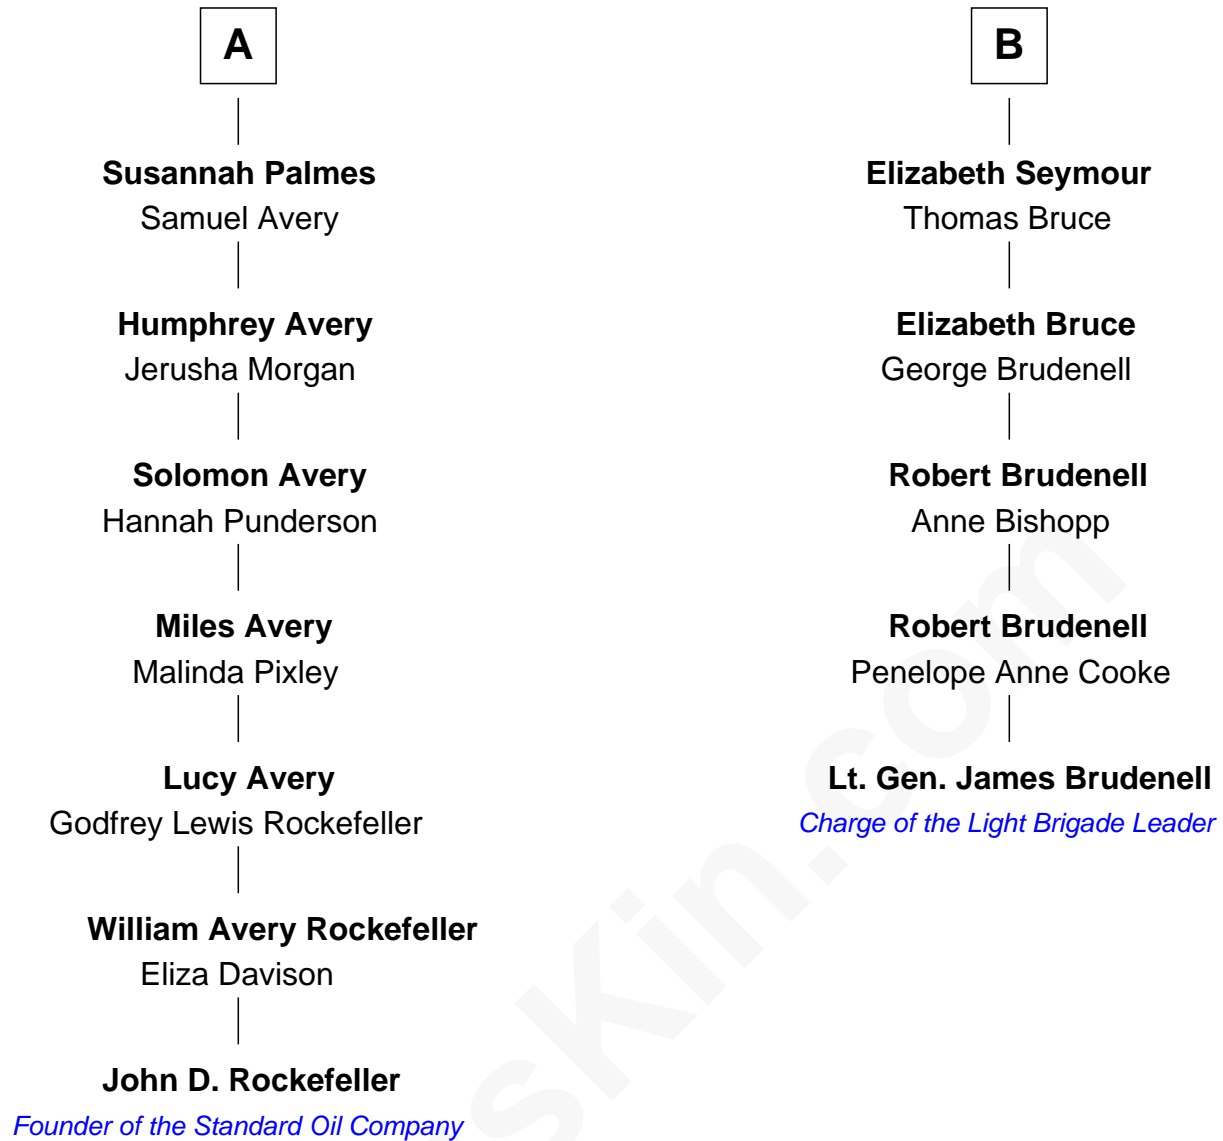 A
Susannah Palmes
Samuel Avery
Humphrey Avery
Jerusha Morgan
Solomon Avery
Hannah Punderson
Miles Avery
Malinda Pixley
Lucy Avery
Godfrey Lewis Rockefeller
William Avery Rockefeller
Eliza Davison
John D. Rockefeller
Founder of the Standard Oil Company
B
Elizabeth Seymour
Thomas Bruce
Elizabeth Bruce
George Brudenell
Robert Brudenell
Anne Bishopp
Robert Brudenell
Penelope Anne Cooke
Lt. Gen. James Brudenell
Charge of the Light Brigade Leader
sKin.com